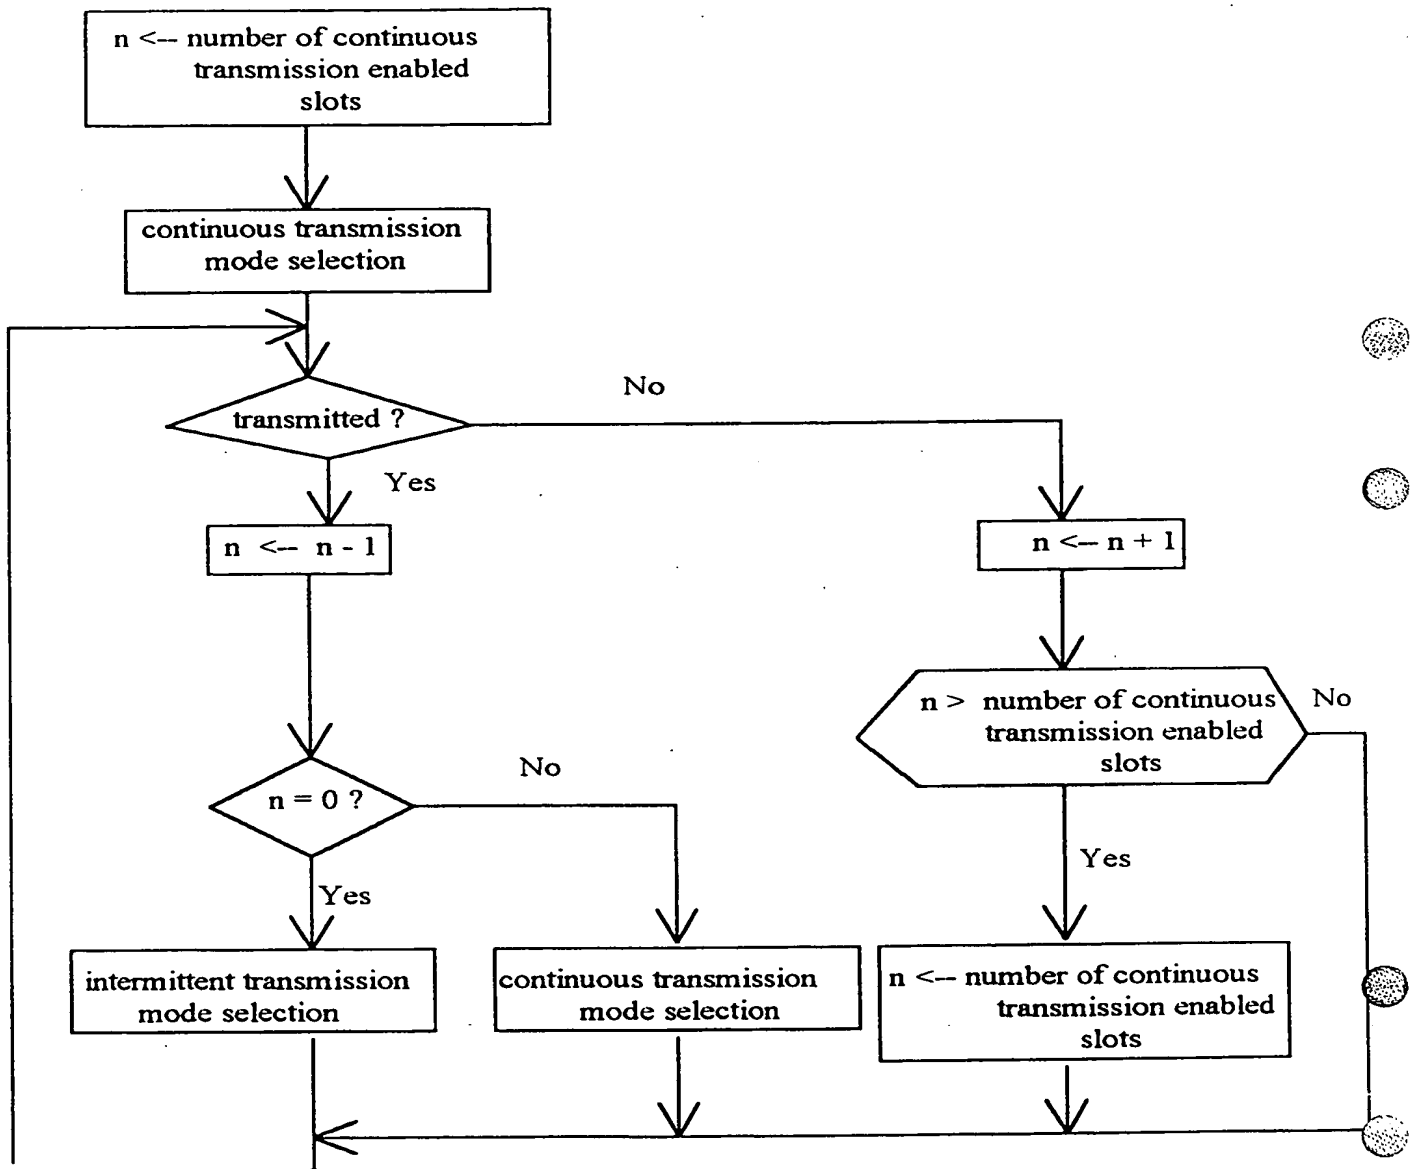 n <-- number of continuous
transmission enabled
slots
continuous transmission
mode selection
No
transmitted ?
Yes
n <-- n - 1
n <-- n + 1
n > number of continuous
transmission enabled
slots
No
No
n = 0 ?
Yes
Yes
intermittent transmission
mode selection
continuous transmission
mode selection
n <-- number of continuous
transmission enabled
slots